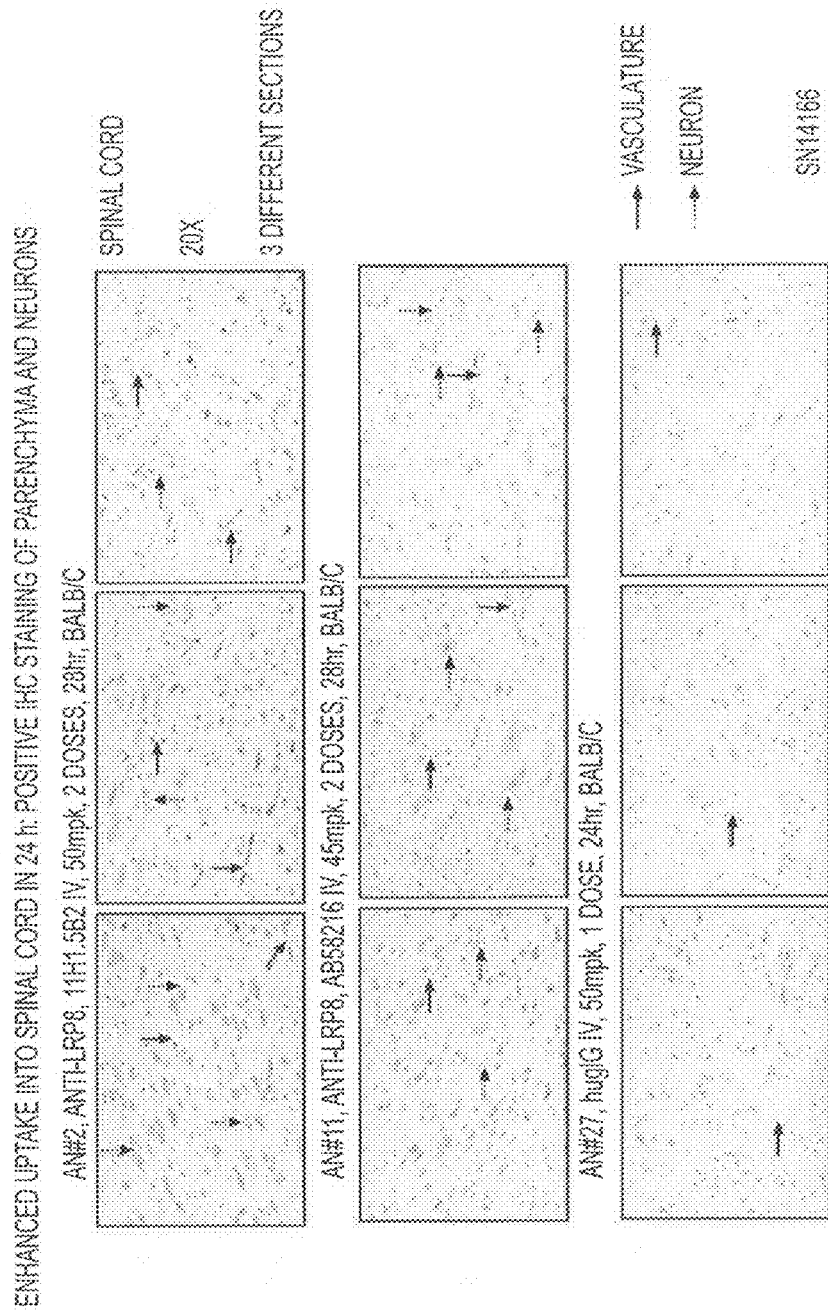 ENHANCED UPTAKE INTO SPINAL CORD IN 24 h: POSITIVE IHC STAINING OF PARENCHYMA AND NEURONS
AN#2, ANTI-LRP8, 11H1.5B2 IV, 50mpk, 2 DOSES, 28hr, BALB/C
SPINAL CORD
20X
3 DIFFERENT SECTIONS
AN#11, ANTI-LRP8, AB58216 IV, 45mpk, 2 DOSES, 28hr, BALB/C
AN#27, hugIG IV, 50mpk, 1 DOSE, 24hr, BALB/C
VASCULATURE
NEURON
SN14166